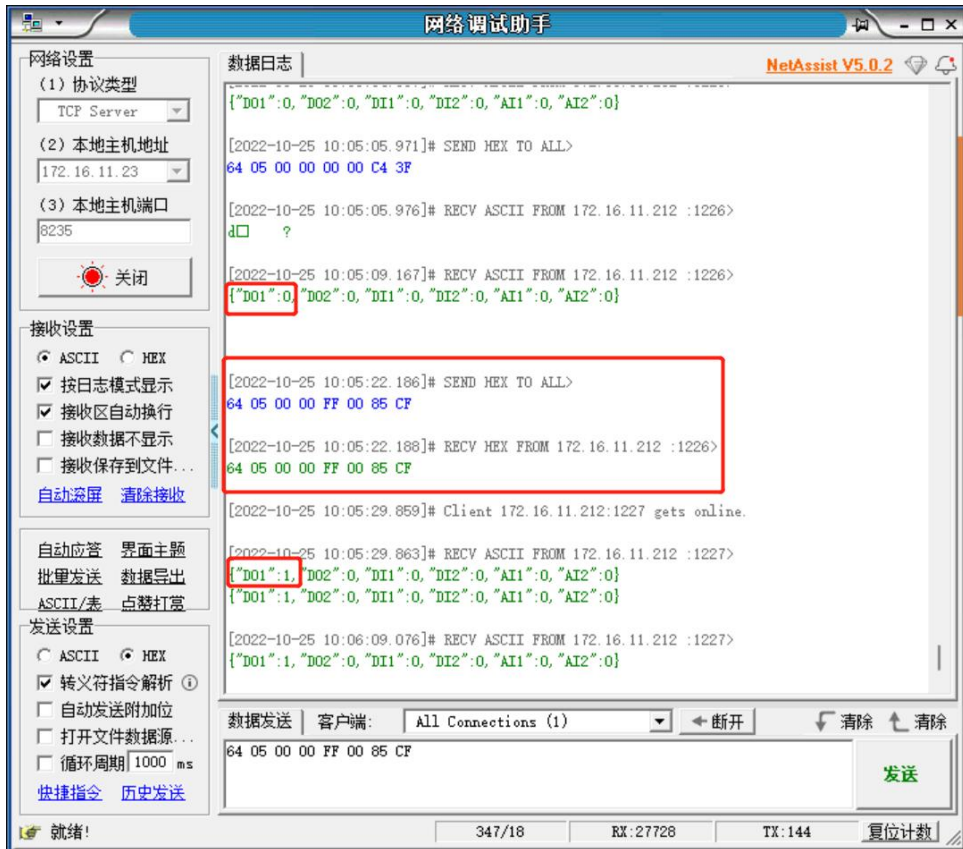 网络调试助手
网络设置
(1) 协议类型
TCP Server
(2) 本地主机地址
172.16.11.23
(3) 本地主机端口
8235
关闭
接收设置
ASCII HEX
按日志模式显示
接收区自动换行
接收数据不显示
接收保存到文件...
自动滚屏 清除接收
自动应答 界面主题
批量发送 数据导出
ASCII/表 点赞打赏
发送设置
ASCII HEX
转义符指令解析
自动发送附加位
打开文件数据源...
循环周期 1000 ms
快捷指令 历史发送
数据日志
NetAssist V5.0.2
{"DO1":0, "DO2":0, "DI1":0, "DI2":0, "AI1":0, "AI2":0}
[2022-10-25 10:05:05.971]# SEND HEX TO ALL>
64 05 00 00 00 00 C4 3F
[2022-10-25 10:05:05.976]# RECV ASCII FROM 172.16.11.212 :1226>
d□ ?
[2022-10-25 10:05:09.167]# RECV ASCII FROM 172.16.11.212 :1226>
{"DO1":0, "DO2":0, "DI1":0, "DI2":0, "AI1":0, "AI2":0}
[2022-10-25 10:05:22.186]# SEND HEX TO ALL>
64 05 00 00 FF 00 85 CF
[2022-10-25 10:05:22.188]# RECV HEX FROM 172.16.11.212 :1226>
64 05 00 00 FF 00 85 CF
[2022-10-25 10:05:29.859]# Client 172.16.11.212:1227 gets online.
[2022-10-25 10:05:29.863]# RECV ASCII FROM 172.16.11.212 :1227>
{"DO1":1, "DO2":0, "DI1":0, "DI2":0, "AI1":0, "AI2":0}
{"DO1":1, "DO2":0, "DI1":0, "DI2":0, "AI1":0, "AI2":0}
[2022-10-25 10:06:09.076]# RECV ASCII FROM 172.16.11.212 :1227>
{"DO1":1, "DO2":0, "DI1":0, "DI2":0, "AI1":0, "AI2":0}
数据发送 客户端: All Connections (1) 断开 清除 清除
64 05 00 00 FF 00 85 CF
发送
就绪! 347/18 RX:27728 TX:144 复位计数